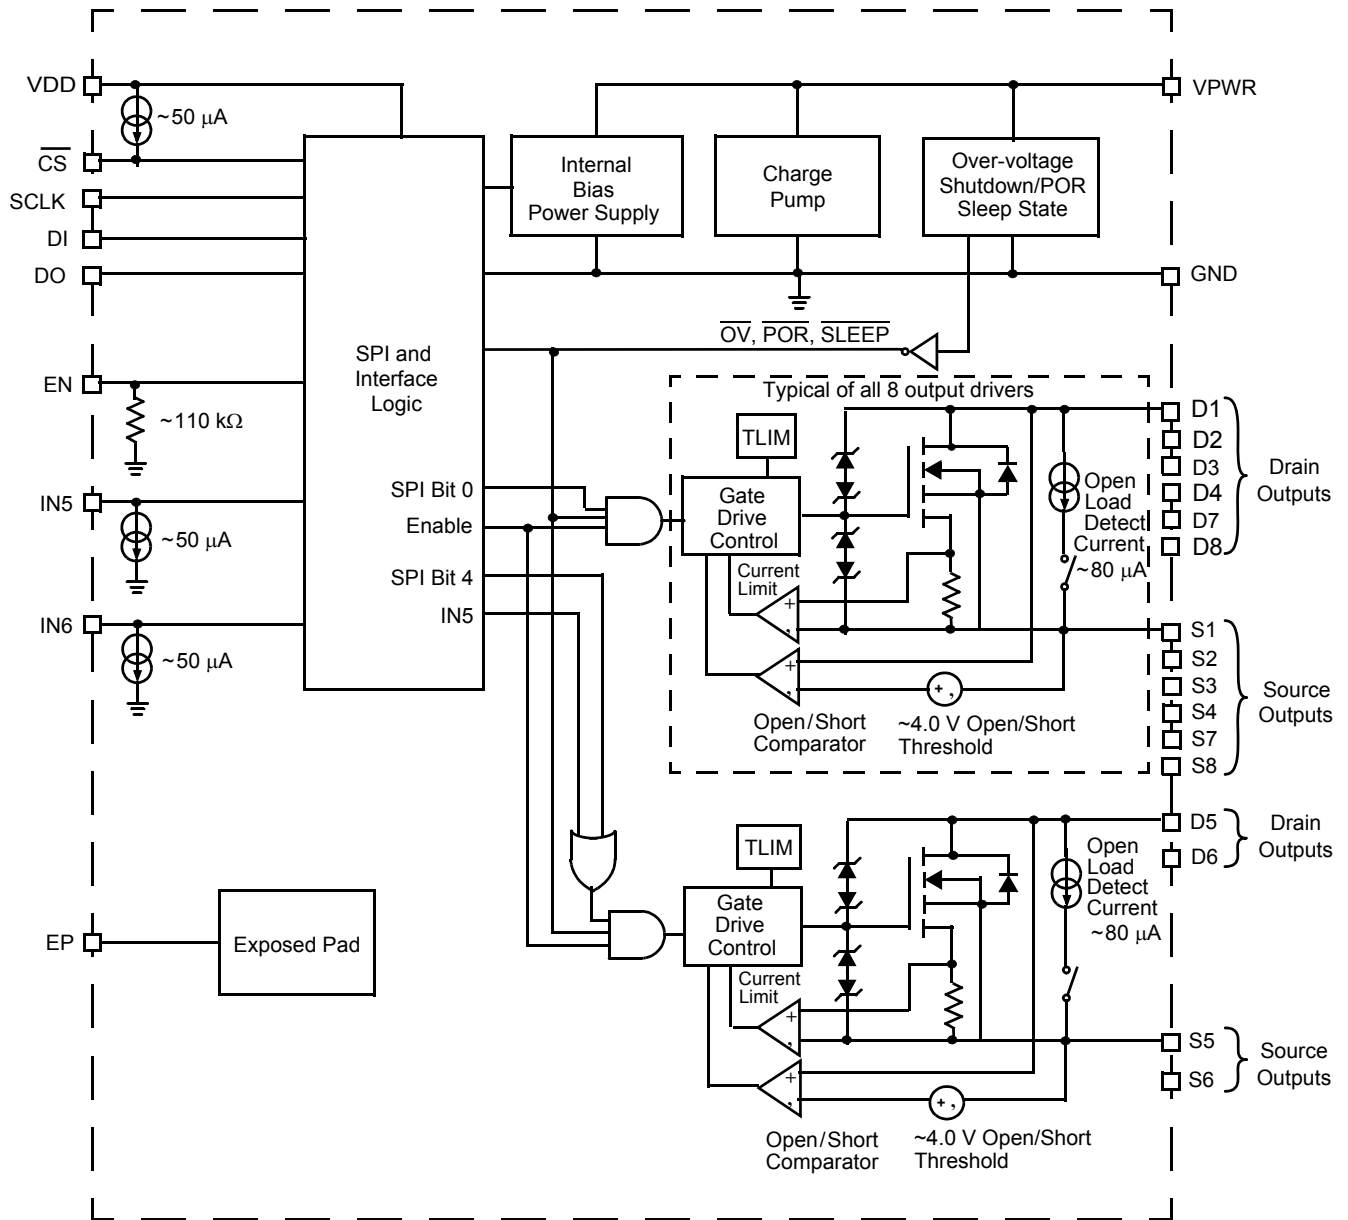 VDD
~50 μA
CS
SCLK
DI
DO
EN
~110 kΩ
IN5
~50 μA
IN6
~50 μA
EP
Exposed Pad
SPI and
Interface
Logic
SPI Bit 0
Enable
SPI Bit 4
IN5
Internal
Bias
Power Supply
Charge
Pump
Over-voltage
Shutdown/POR
Sleep State
VPWR
GND
OV, POR, SLEEP
Typical of all 8 output drivers
TLIM
Gate
Drive
Control
Current
Limit
+
,
+
,
Open/Short
Comparator
+ ,
~4.0 V Open/Short
Threshold
Open
Load
Detect
Current
~80 μA
D1
D2
D3
D4
D7
D8
Drain
Outputs
S1
S2
S3
S4
S7
S8
Source
Outputs
TLIM
Gate
Drive
Control
Current
Limit
+
,
+
,
Open/Short
Comparator
+ ,
~4.0 V Open/Short
Threshold
Open
Load
Detect
Current
~80 μA
D5
D6
Drain
Outputs
S5
S6
Source
Outputs